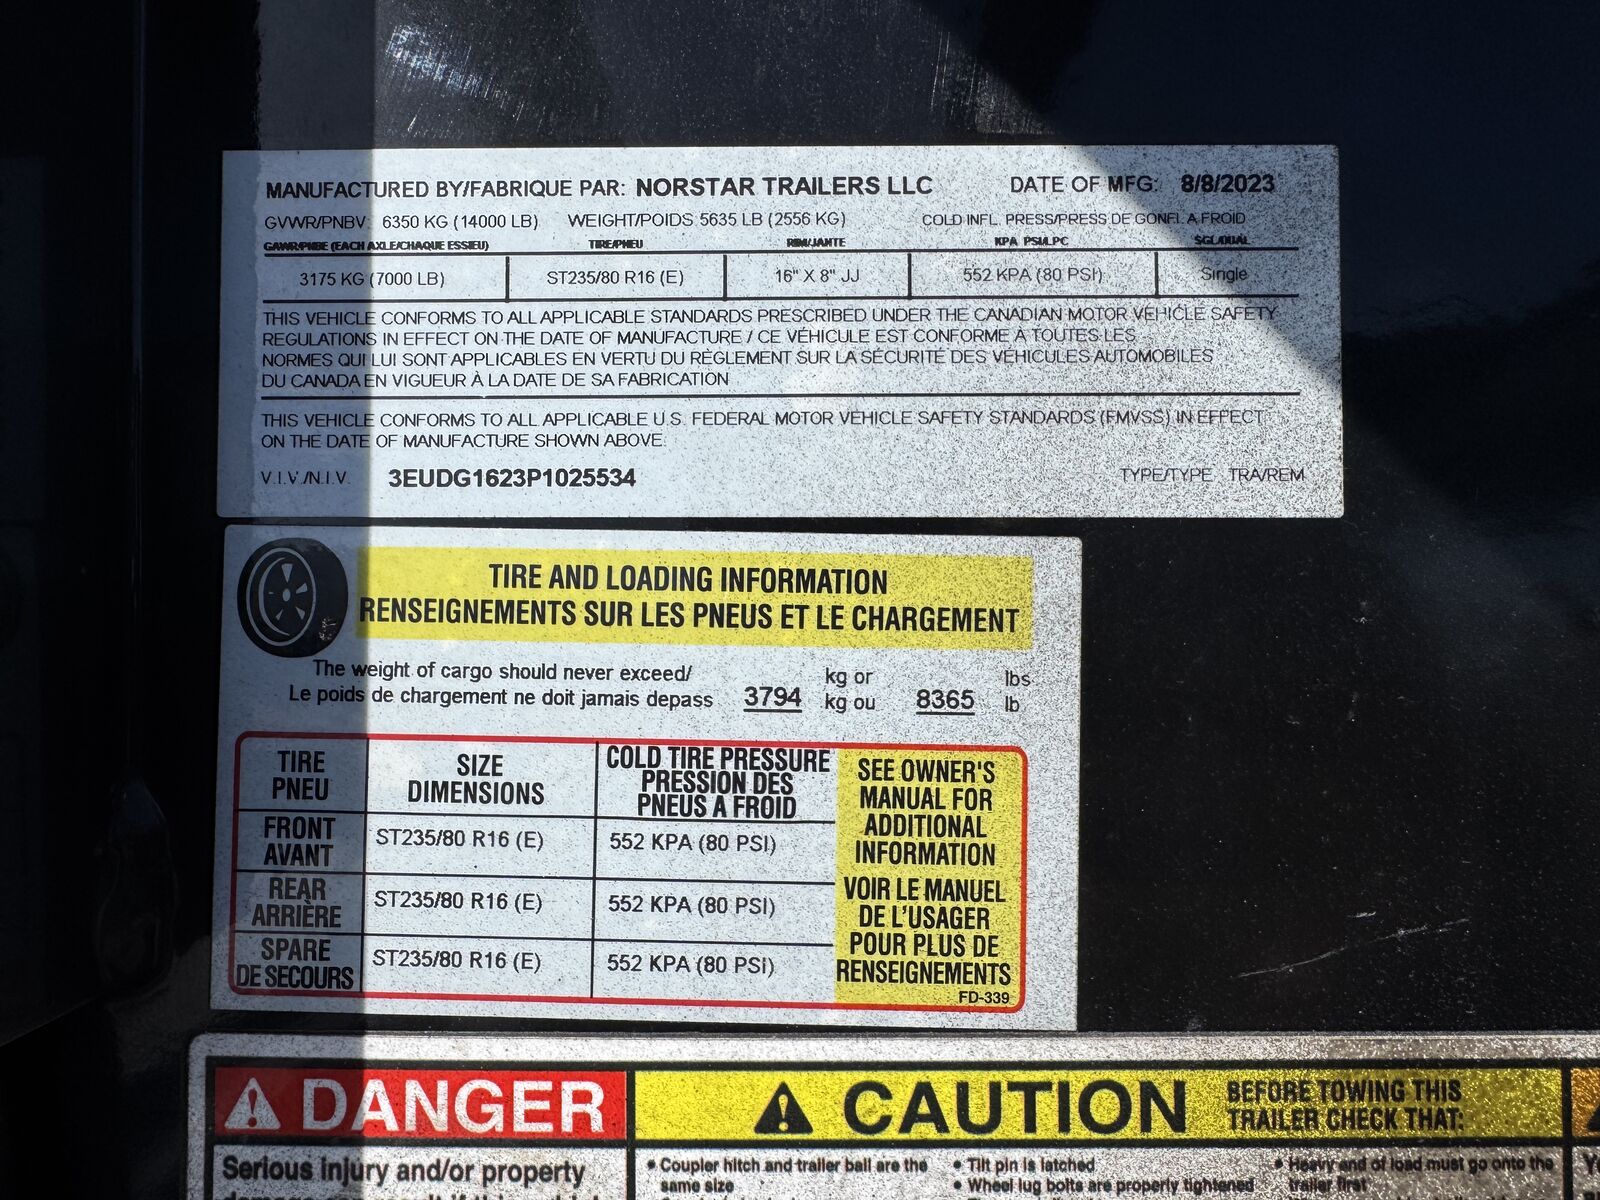 MANUFACTURED BY/FABRIQUE PAR: NORSTAR TRAILERS LLC DATE OF MFG: 8/8/2023
GVWR/PNBV: 6350 KG (14000 LB) WEIGHT/POIDS 5635 LB (2556 KG) COLD INFL. PRESS/PRESS DE GONFL A FROID
GAWR/PNBE (EACH AXLE/CHAQUE ESSIEU) TIRE/PNEU RIM/JANTE KPA PSI/LPC SGL/DUAL
3175 KG (7000 LB) ST235/80 R16 (E) 16" X 8" JJ 552 KPA (80 PSI) Single
THIS VEHICLE CONFORMS TO ALL APPLICABLE STANDARDS PRESCRIBED UNDER THE CANADIAN MOTOR VEHICLE SAFETY
REGULATIONS IN EFFECT ON THE DATE OF MANUFACTURE / CE VÉHICULE EST CONFORME À TOUTES LES
NORMES QUI LUI SONT APPLICABLES EN VERTU DU RÈGLEMENT SUR LA SÉCURITÉ DES VÉHICULES AUTOMOBILES
DU CANADA EN VIGUEUR À LA DATE DE SA FABRICATION
THIS VEHICLE CONFORMS TO ALL APPLICABLE U.S. FEDERAL MOTOR VEHICLE SAFETY STANDARDS (FMVSS) IN EFFECT
ON THE DATE OF MANUFACTURE SHOWN ABOVE.
V.I.V./N.I.V. 3EUDG1623P1025534 TYPE/TYPE TRA/REM
TIRE AND LOADING INFORMATION
RENSEIGNEMENTS SUR LES PNEUS ET LE CHARGEMENT
The weight of cargo should never exceed/ kg or lbs
Le poids de chargement ne doit jamais depass 3794 kg ou 8365 lb
TIRE PNEU
SIZE DIMENSIONS
COLD TIRE PRESSURE
PRESSION DES
PNEUS A FROID
FRONT AVANT ST235/80 R16 (E) 552 KPA (80 PSI)
REAR ARRIÈRE ST235/80 R16 (E) 552 KPA (80 PSI)
SPARE DE SECOURS ST235/80 R16 (E) 552 KPA (80 PSI)
SEE OWNER'S
MANUAL FOR
ADDITIONAL
INFORMATION
VOIR LE MANUEL
DE L'USAGER
POUR PLUS DE
RENSEIGNEMENTS
FD-339
DANGER
Serious injury and/or property
CAUTION BEFORE TOWING THIS
TRAILER CHECK THAT:
• Coupler hitch and trailer ball are the
same size
• Tilt pin is latched
• Wheel lug bolts are properly tightened
• Heavy end of load must go onto the
trailer first